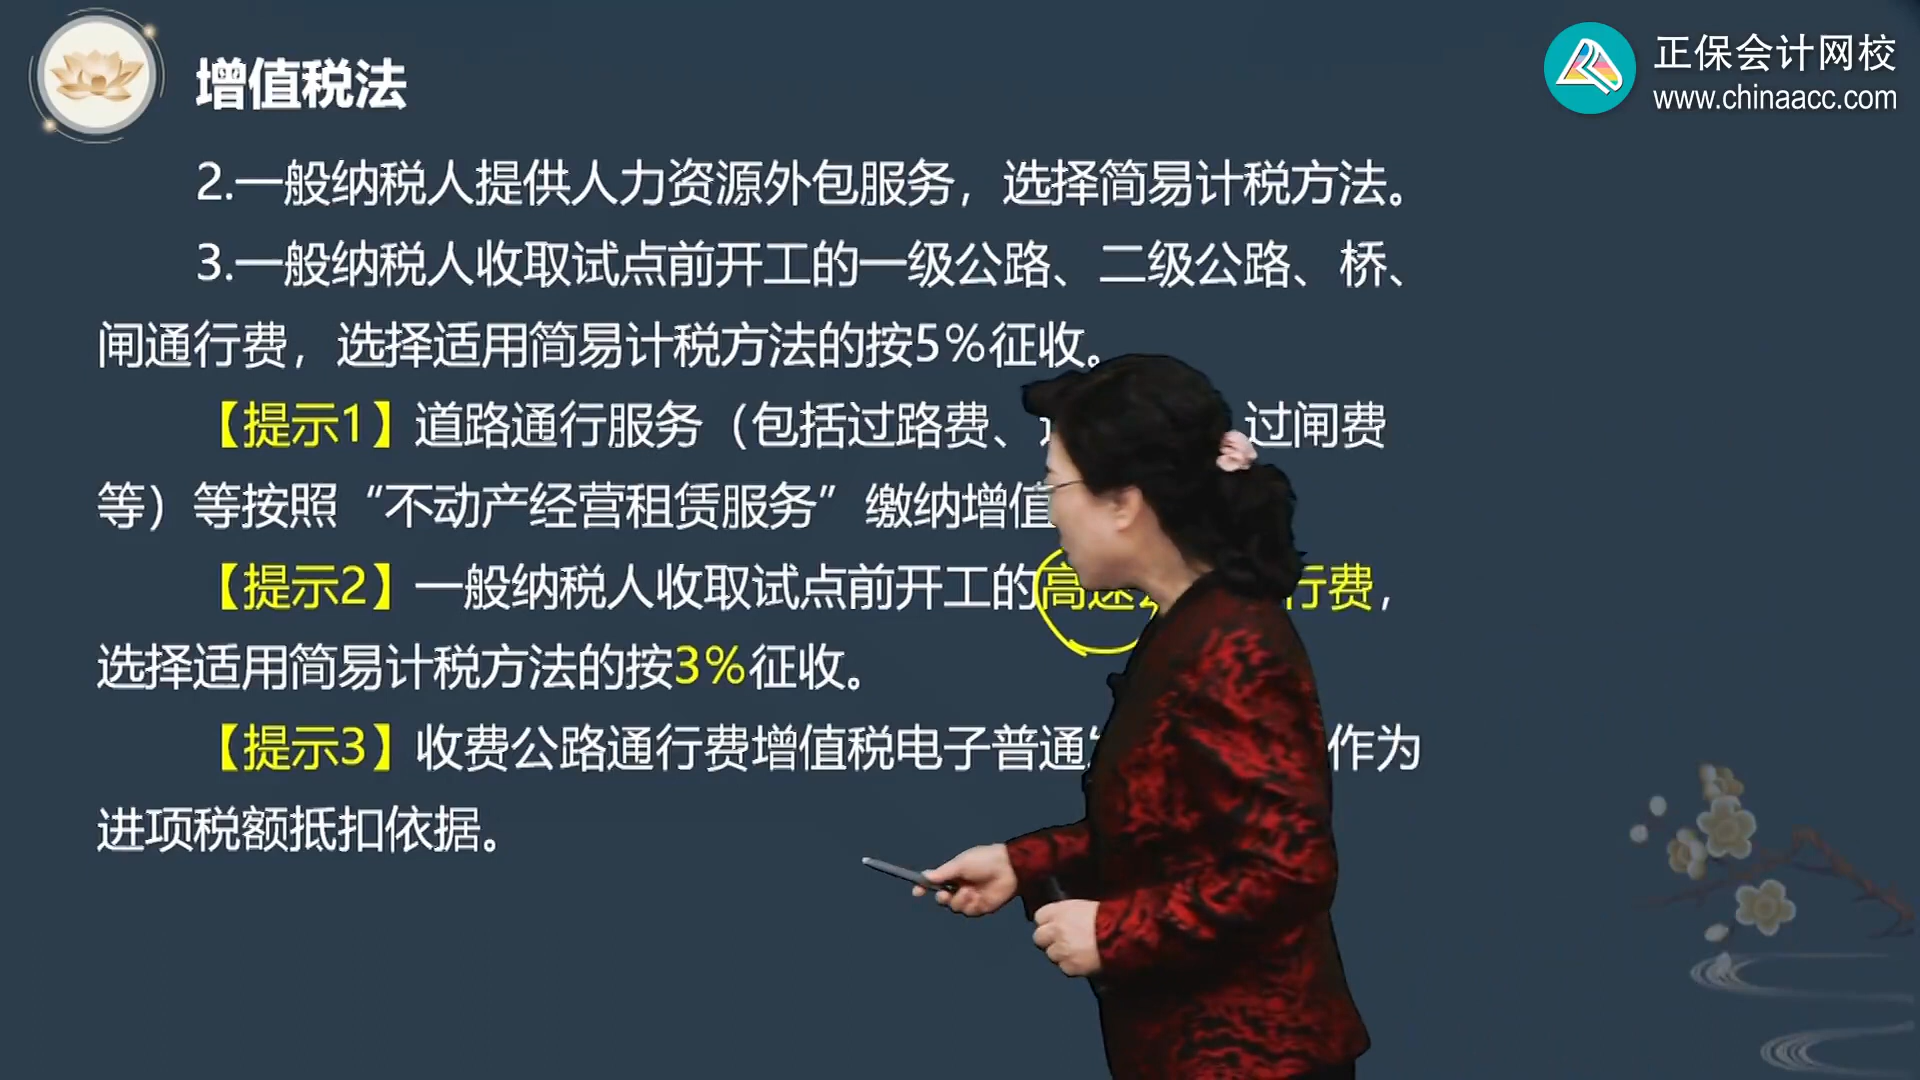 增值税法
正保会计网校
www.chinaacc.com
2.一般纳税人提供人力资源外包服务，选择简易计税方法。
3.一般纳税人收取试点前开工的一级公路、二级公路、桥、
闸通行费，选择适用简易计税方法的按5%征收。
【提示1】道路通行服务（包括过路费、 过闸费
等）等按照“不动产经营租赁服务”缴纳增值
【提示2】一般纳税人收取试点前开工的高速 行费，
选择适用简易计税方法的按3%征收。
【提示3】收费公路通行费增值税电子普通 作为
进项税额抵扣依据。